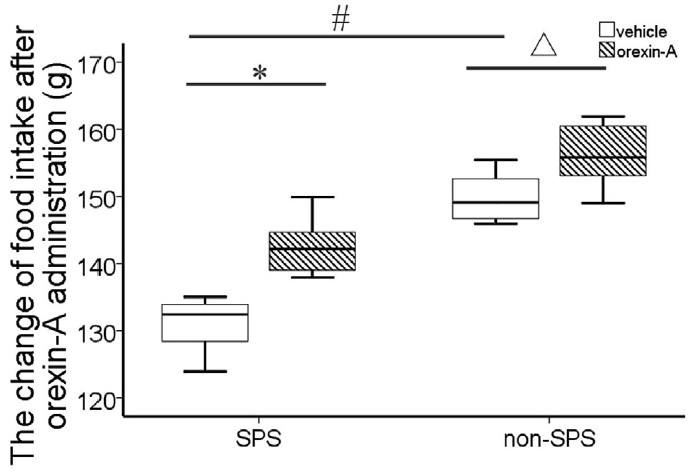 The change of food intake after
orexin-A administration (g)
#
*
△
vehicle
orexin-A
170
160
150
140
130
120
SPS
non-SPS